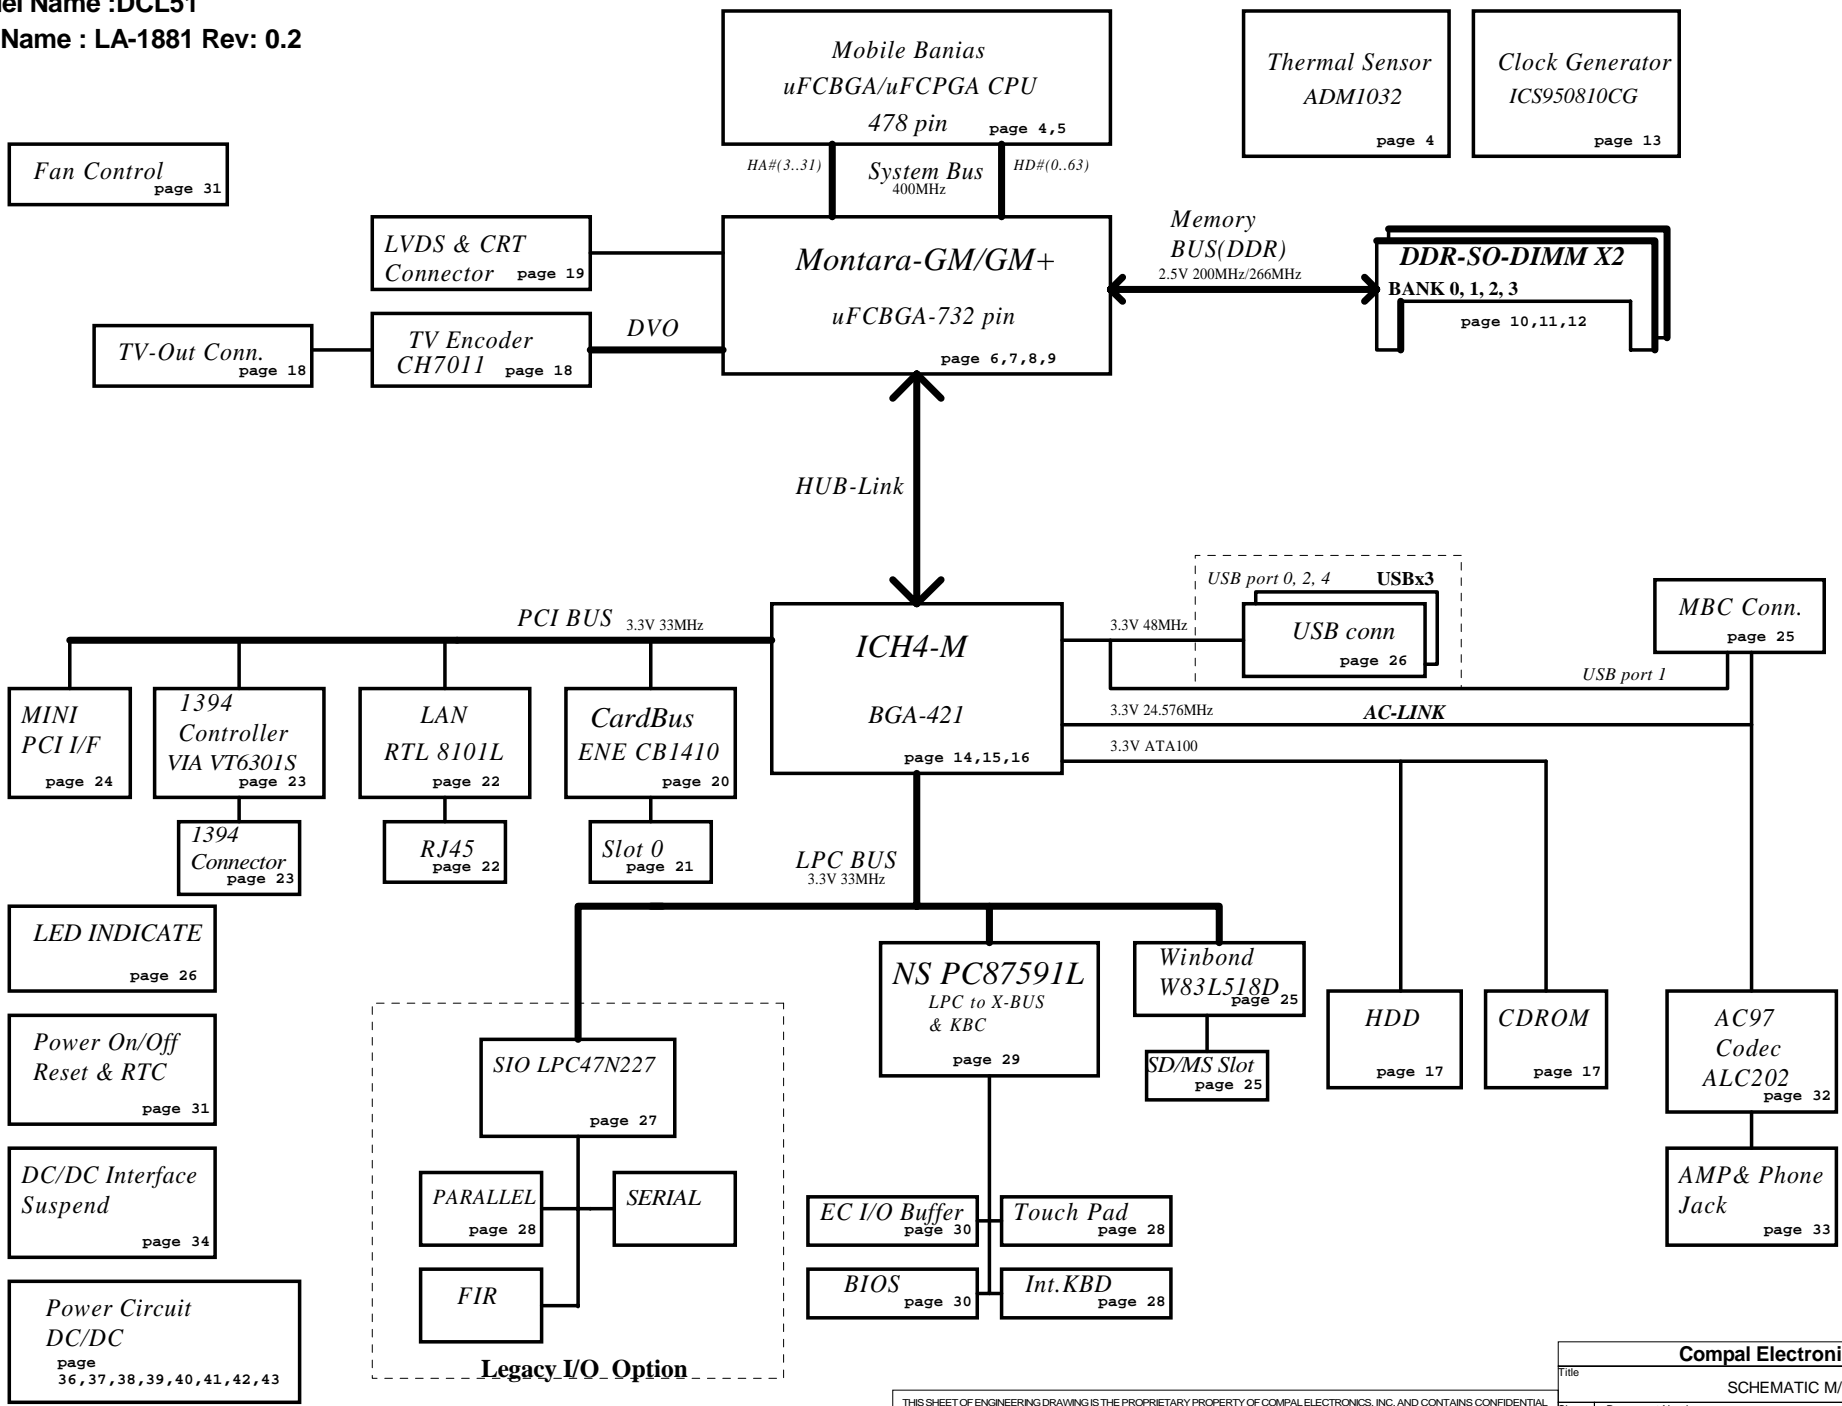 Name :DCL51
Name : LA-1881 Rev: 0.2
Mobile Banias
uFCBGA/uFCPGA CPU
478 pin page 4,5
Thermal Sensor
ADM1032
page 4
Clock Generator
ICS950810CG
page 13
Fan Control
page 31
HA#(3..31)
System Bus
400MHz
HD#(0..63)
LVDS & CRT
Connector page 19
Montara-GM/GM+
uFCBGA-732 pin
page 6,7,8,9
Memory
BUS(DDR)
2.5V 200MHz/266MHz
DDR-SO-DIMM X2
BANK 0, 1, 2, 3
page 10,11,12
TV-Out Conn.
page 18
TV Encoder
CH7011 page 18
DVO
HUB-Link
USB port 0, 2, 4 USBx3
USB conn
page 26
MBC Conn.
page 25
PCI BUS 3.3V 33MHz
ICH4-M
BGA-421
page 14,15,16
3.3V 48MHz
USB port 1
3.3V 24.576MHz AC-LINK
3.3V ATA100
MINI
PCI I/F
page 24
1394
Controller
VIA VT6301S
page 23
LAN
RTL 8101L
page 22
CardBus
ENE CB1410
page 20
1394
Connector
page 23
RJ45
page 22
Slot 0
page 21
LPC BUS
3.3V 33MHz
LED INDICATE
page 26
NS PC87591L
LPC to X-BUS
& KBC
page 29
Winbond
W83L518D
page 25
SD/MS Slot
page 25
HDD
page 17
CDROM
page 17
AC97
Codec
ALC202
page 32
Power On/Off
Reset & RTC
page 31
SIO LPC47N227
page 27
DC/DC Interface
Suspend
page 34
PARALLEL
page 28
SERIAL
FIR
Legacy I/O Option
EC I/O Buffer
page 30
Touch Pad
page 28
BIOS
page 30
Int.KBD
page 28
AMP& Phone
Jack
page 33
Power Circuit
DC/DC
page
36,37,38,39,40,41,42,43
Compal Electroni
Title
SCHEMATIC M/
THIS SHEET OF ENGINEERING DRAWING IS THE PROPRIETARY PROPERTY OF COMPAL ELECTRONICS, INC. AND CONTAINS CONFIDENTIAL